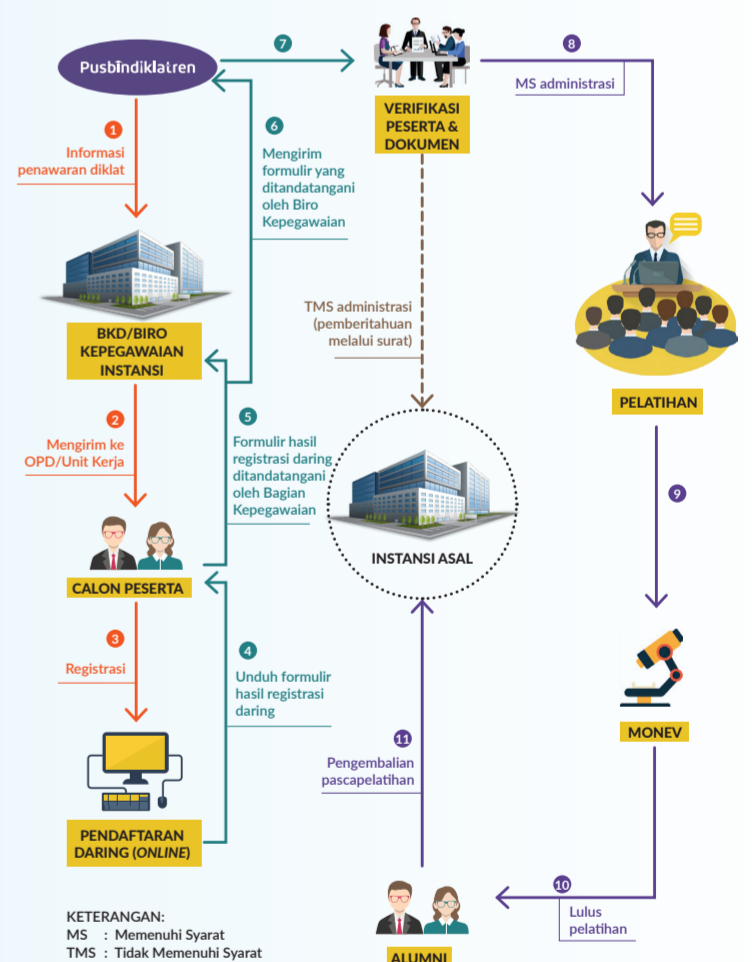 Pusbindiklatren
7
8
MS administrasi
VERIFIKASI
PESERTA &
DOKUMEN
1
Informasi
penawaran diklat
6
Mengirim
formulir yang
ditandatangani
oleh Biro
Kepegawaian
TMS administrasi
(pemberitahuan
melalui surat)
BKD/BIRO
KEPEGAWAIAN
INSTANSI
PELATIHAN
2
Mengirim ke
OPD/Unit Kerja
5
Formulir hasil
registrasi daring
ditandatangani
oleh Bagian
Kepegawaian
9
INSTANSI ASAL
CALON PESERTA
3
Registrasi
4
Unduh formulir
hasil registrasi
daring
MONEV
11
Pengembalian
pascapelatihan
PENDAFTARAN
DARING (ONLINE)
10
Lulus
pelatihan
ALUMNI
KETERANGAN:
MS : Memenuhi Syarat
TMS : Tidak Memenuhi Syarat